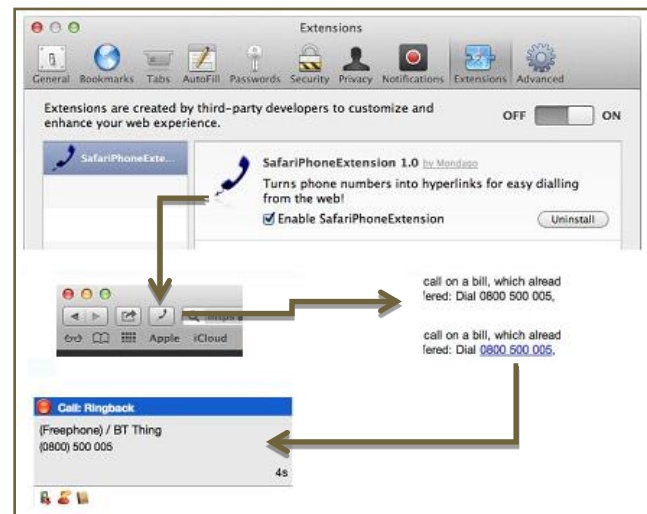 Extensions
General Bookmarks Tabs AutoFill Passwords Security Privacy Notifications Extensions Advanced
Extensions are created by third-party developers to customize and
enhance your web experience.
OFF ON
SafariPhoneExte...
SafariPhoneExtension 1.0 by Mondago
Turns phone numbers into hyperlinks for easy dialling
from the web!
Enable SafariPhoneExtension
Uninstall
https
Apple iCloud
call on a bill, which alread
fered: Dial 0800 500 005,
call on a bill, which alread
fered: Dial 0800 500 005,
Call: Ringback
(Freephone) / BT Thing
(0800) 500 005
4s